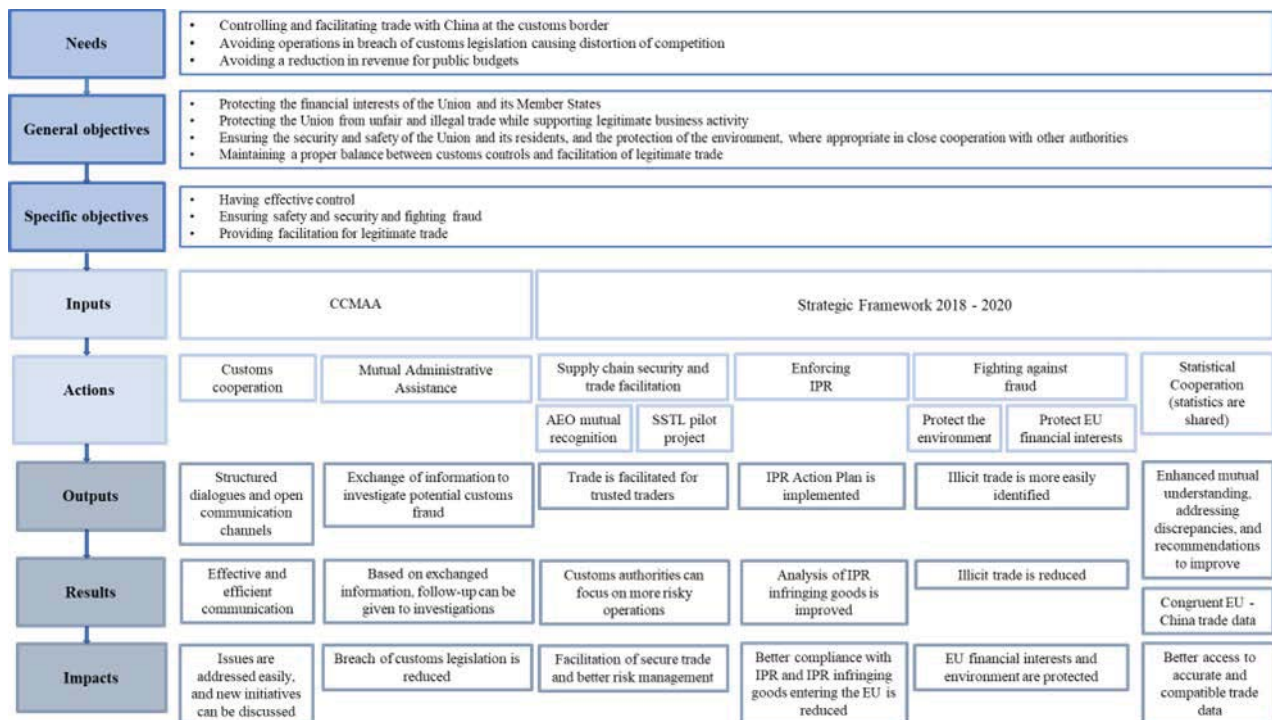 Needs
• Controlling and facilitating trade with China at the customs border
• Avoiding operations in breach of customs legislation causing distortion of competition
• Avoiding a reduction in revenue for public budgets
General objectives
• Protecting the financial interests of the Union and its Member States
• Protecting the Union from unfair and illegal trade while supporting legitimate business activity
• Ensuring the security and safety of the Union and its residents, and the protection of the environment, where appropriate in close cooperation with other authorities
• Maintaining a proper balance between customs controls and facilitation of legitimate trade
Specific objectives
• Having effective control
• Ensuring safety and security and fighting fraud
• Providing facilitation for legitimate trade
Inputs
CCMAA
Strategic Framework 2018 - 2020
Actions
Customs
cooperation
Mutual Administrative
Assistance
Supply chain security and
trade facilitation
AEO mutual
recognition
SSTL pilot
project
Enforcing
IPR
Fighting against
fraud
Protect the
environment
Protect EU
financial interests
Statistical
Cooperation
(statistics are
shared)
Outputs
Structured
dialogues and open
communication
channels
Exchange of information to
investigate potential customs
fraud
Trade is facilitated for
trusted traders
IPR Action Plan is
implemented
Illicit trade is more easily
identified
Enhanced mutual
understanding,
addressing
discrepancies, and
recommendations
to improve
Results
Effective and
efficient
communication
Based on exchanged
information, follow-up can be
given to investigations
Customs authorities can
focus on more risky
operations
Analysis of IPR
infringing goods is
improved
Illicit trade is reduced
Congruent EU -
China trade data
Impacts
Issues are
addressed easily,
and new initiatives
can be discussed
Breach of customs legislation is
reduced
Facilitation of secure trade
and better risk management
Better compliance with
IPR and IPR infringing
goods entering the EU is
reduced
EU financial interests and
environment are protected
Better access to
accurate and
compatible trade
data